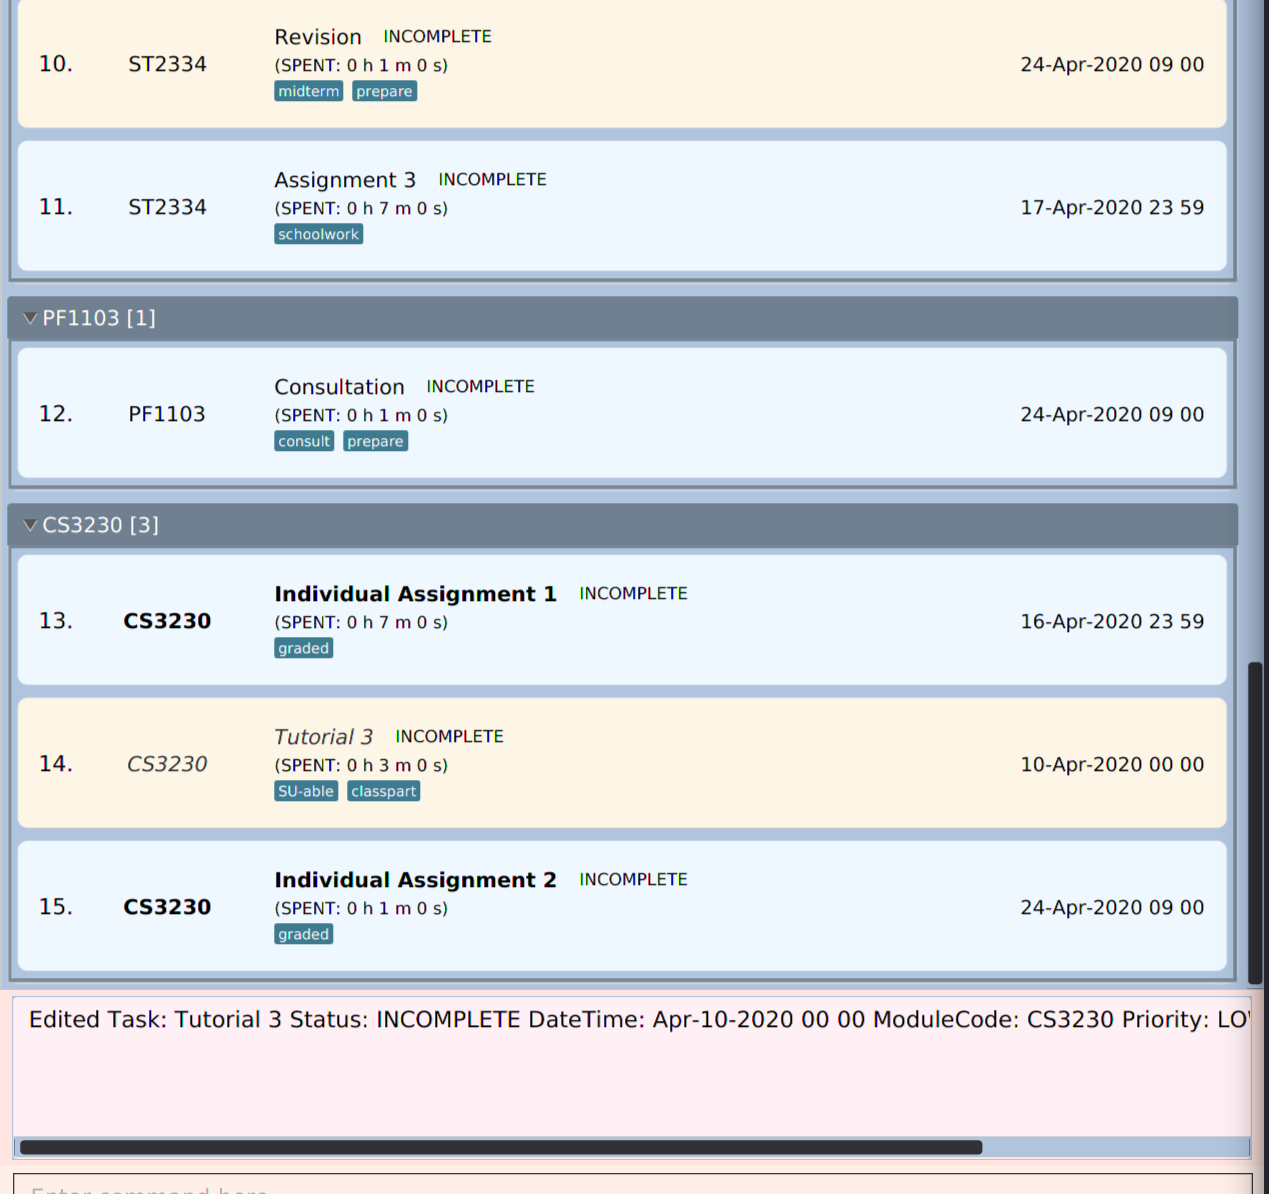 10. ST2334 Revision INCOMPLETE
(SPENT: 0 h 1 m 0 s) 24-Apr-2020 09 00
midterm prepare
11. ST2334 Assignment 3 INCOMPLETE
(SPENT: 0 h 7 m 0 s) 17-Apr-2020 23 59
schoolwork
PF1103 [1]
12. PF1103 Consultation INCOMPLETE
(SPENT: 0 h 1 m 0 s) 24-Apr-2020 09 00
consult prepare
CS3230 [3]
13. CS3230 Individual Assignment 1 INCOMPLETE
(SPENT: 0 h 7 m 0 s) 16-Apr-2020 23 59
graded
14. CS3230 Tutorial 3 INCOMPLETE
(SPENT: 0 h 3 m 0 s) 10-Apr-2020 00 00
SU-able classpart
15. CS3230 Individual Assignment 2 INCOMPLETE
(SPENT: 0 h 1 m 0 s) 24-Apr-2020 09 00
graded
Edited Task: Tutorial 3 Status: INCOMPLETE DateTime: Apr-10-2020 00 00 ModuleCode: CS3230 Priority: LO
Enter command here